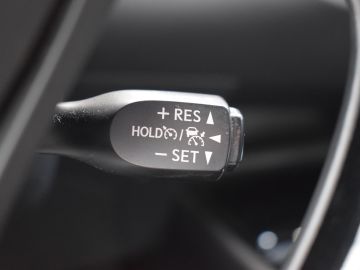 + RES ▲
HOLD / ◀
− SET ▼